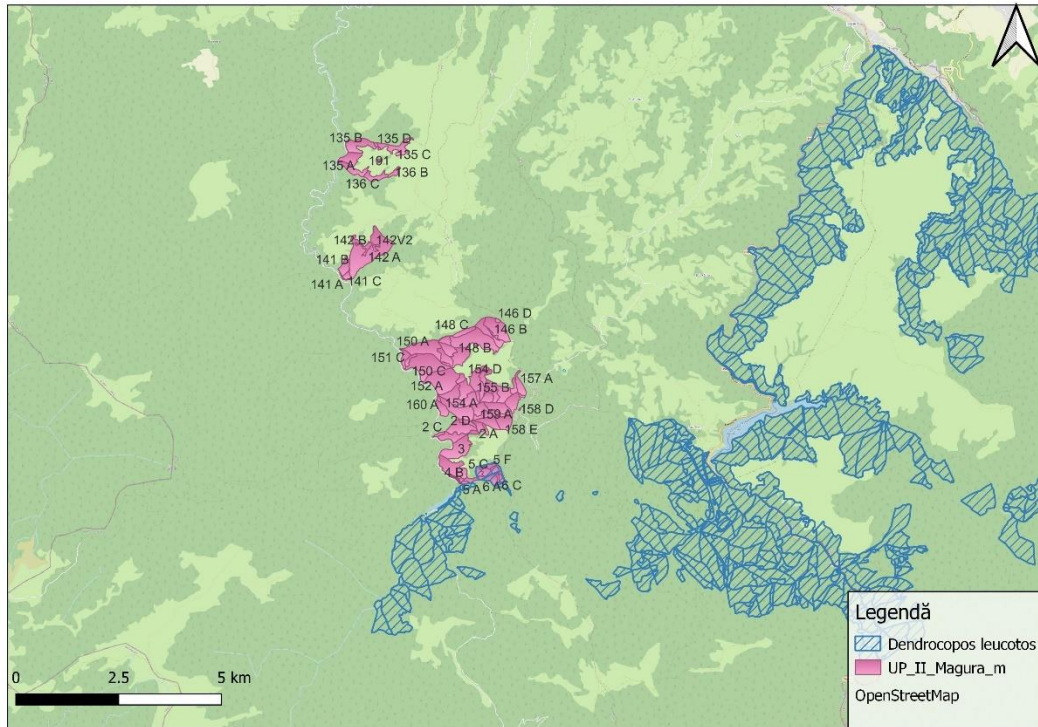 135 B
135 D
135 C
191
135 A
136 B
136 C
142 B
142V2
142 A
141 B
141 A
141 C
146 D
148 C
146 B
150 A
148 B
151 C
154 D
150 C
157 A
155 B
152 A
160 A
154 A
158 D
159 A
2 D
2 C
2 A
158 E
3
5 F
5 C
4 B
5 A
6 A
6 C
Legendă
Dendrocopos leucotos
UP_II_Magura_m
OpenStreetMap
0
2.5
5 km